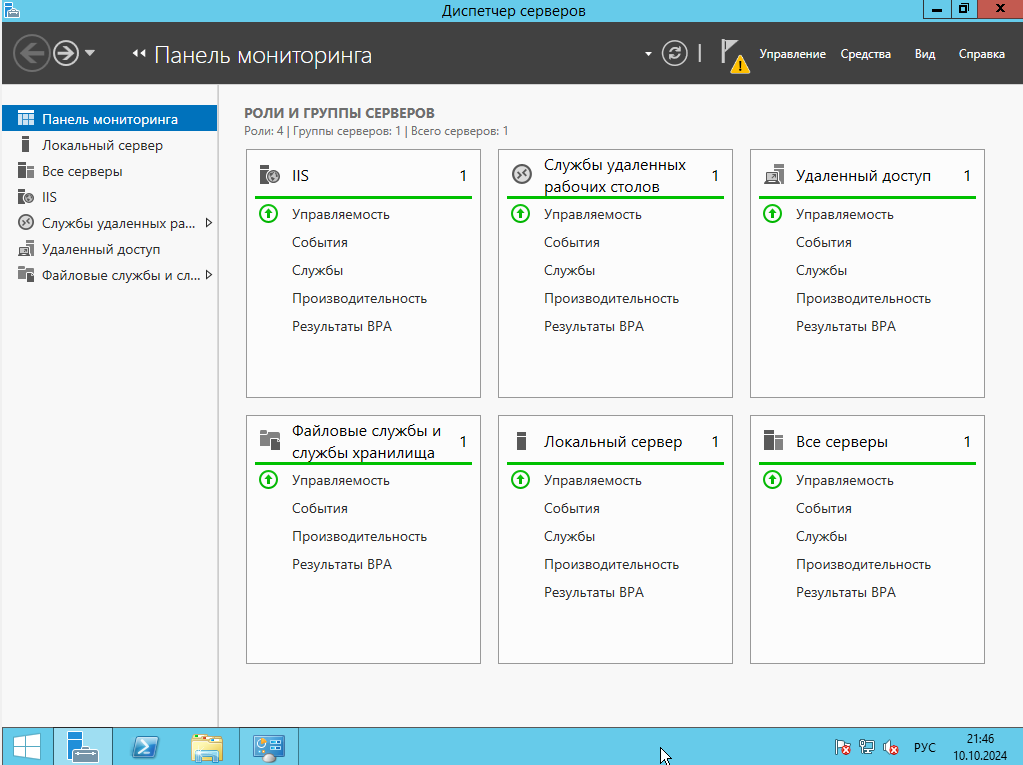 Диспетчер серверов
Панель мониторинга
Управление Средства Вид Справка
Панель мониторинга
Локальный сервер
Все серверы
IIS
Службы удаленных ра...
Удаленный доступ
Файловые службы и сл...
РОЛИ И ГРУППЫ СЕРВЕРОВ
Роли: 4 | Группы серверов: 1 | Всего серверов: 1
IIS 1
Управляемость
События
Службы
Производительность
Результаты BPA
Службы удаленных
рабочих столов 1
Управляемость
События
Службы
Производительность
Результаты BPA
Удаленный доступ 1
Управляемость
События
Службы
Производительность
Результаты BPA
Файловые службы и
службы хранилища 1
Управляемость
События
Производительность
Результаты BPA
Локальный сервер 1
Управляемость
События
Службы
Производительность
Результаты BPA
Все серверы 1
Управляемость
События
Службы
Производительность
Результаты BPA
РУС
21:46
10.10.2024